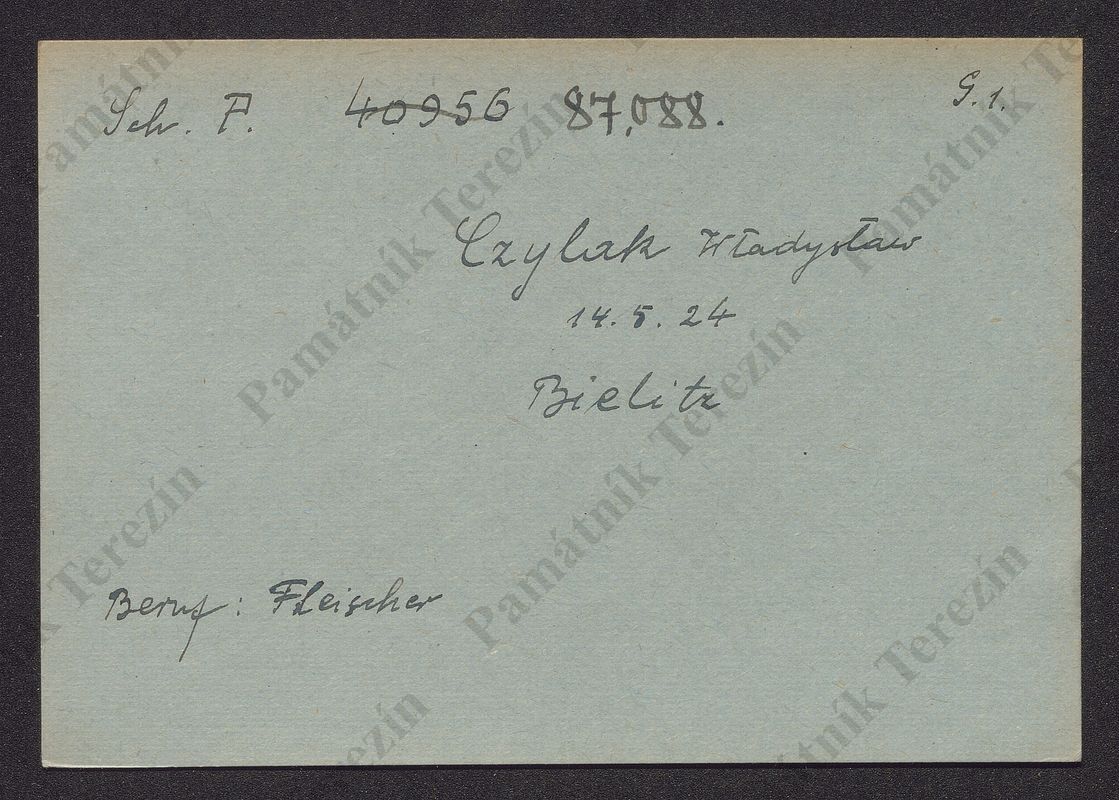 Sch. P. 40956 87,088. G. 1.
Czylak Władysław
14. 5. 24
Bielitz
Beruf: Fleischer
Památník Terezín